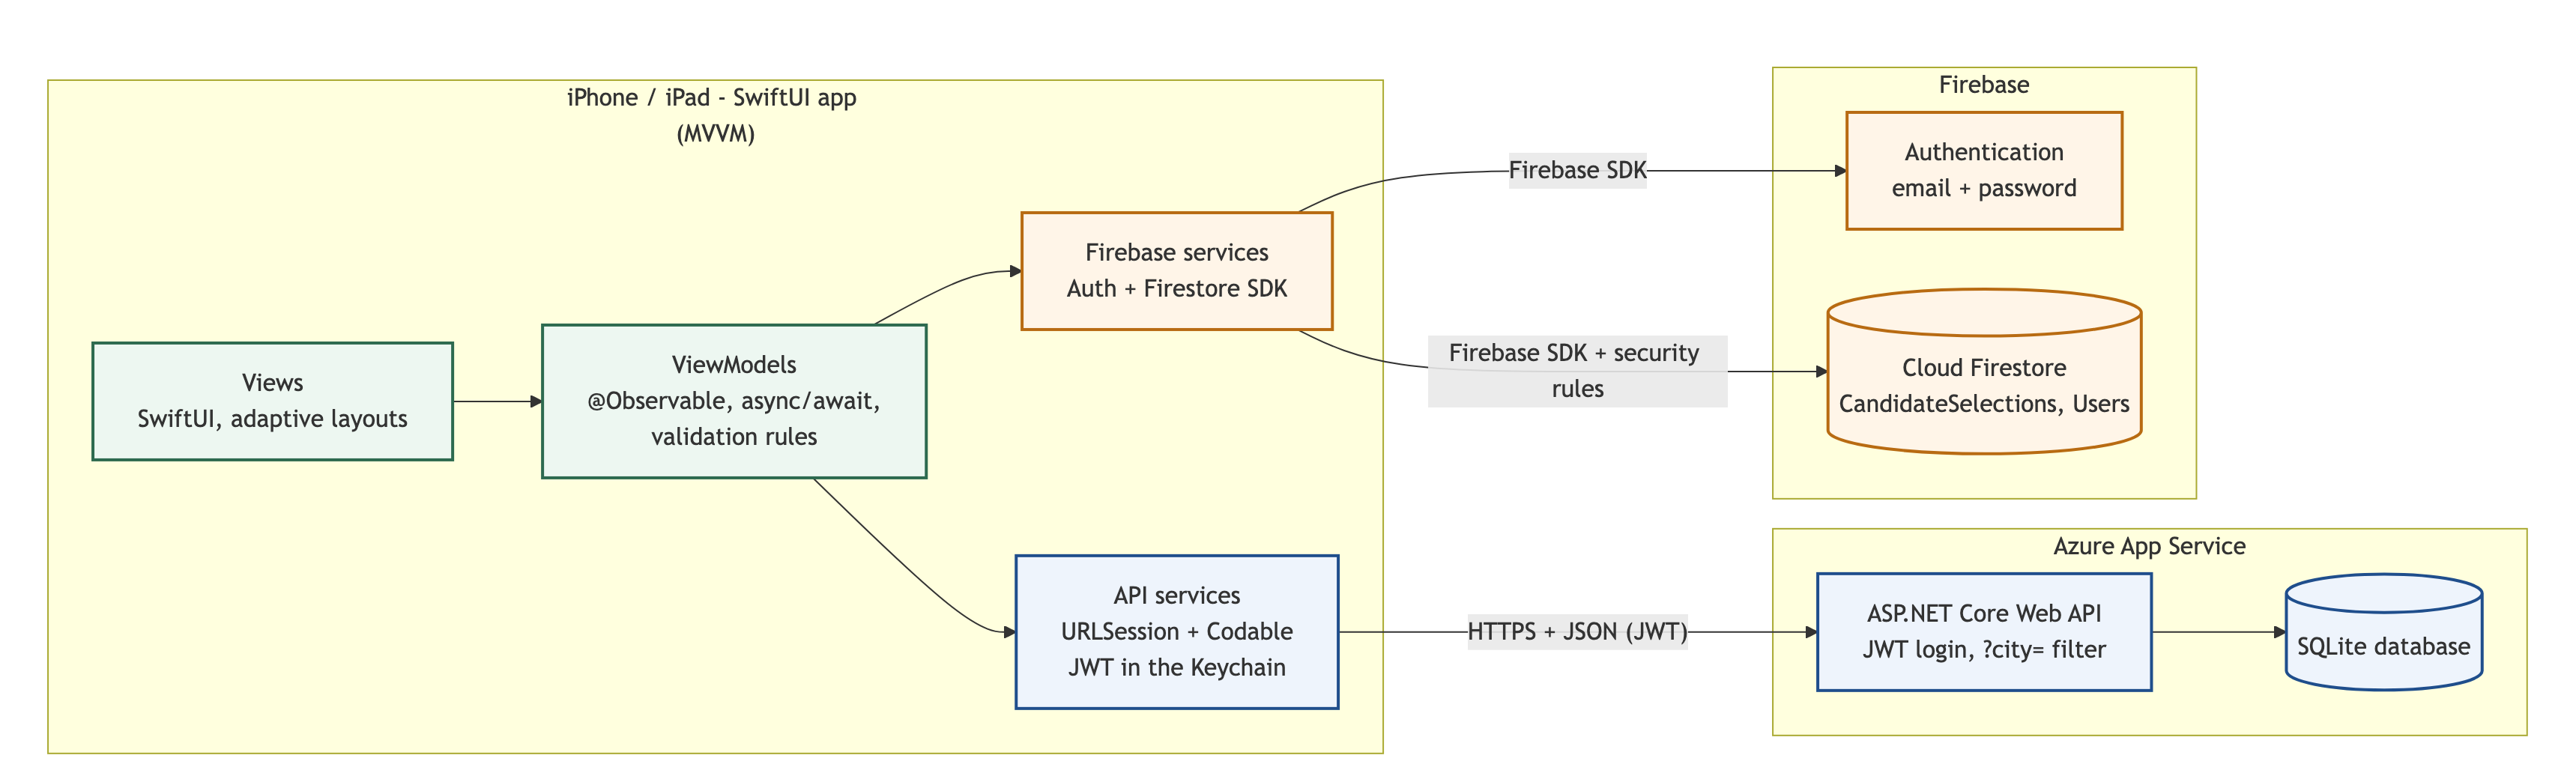 iPhone / iPad - SwiftUI app
(MVVM)
Views
SwiftUI, adaptive layouts
ViewModels
@Observable, async/await,
validation rules
Firebase services
Auth + Firestore SDK
API services
URLSession + Codable
JWT in the Keychain
Firebase SDK
Firebase SDK + security
rules
HTTPS + JSON (JWT)
Firebase
Authentication
email + password
Cloud Firestore
CandidateSelections, Users
Azure App Service
ASP.NET Core Web API
JWT login, ?city= filter
SQLite database